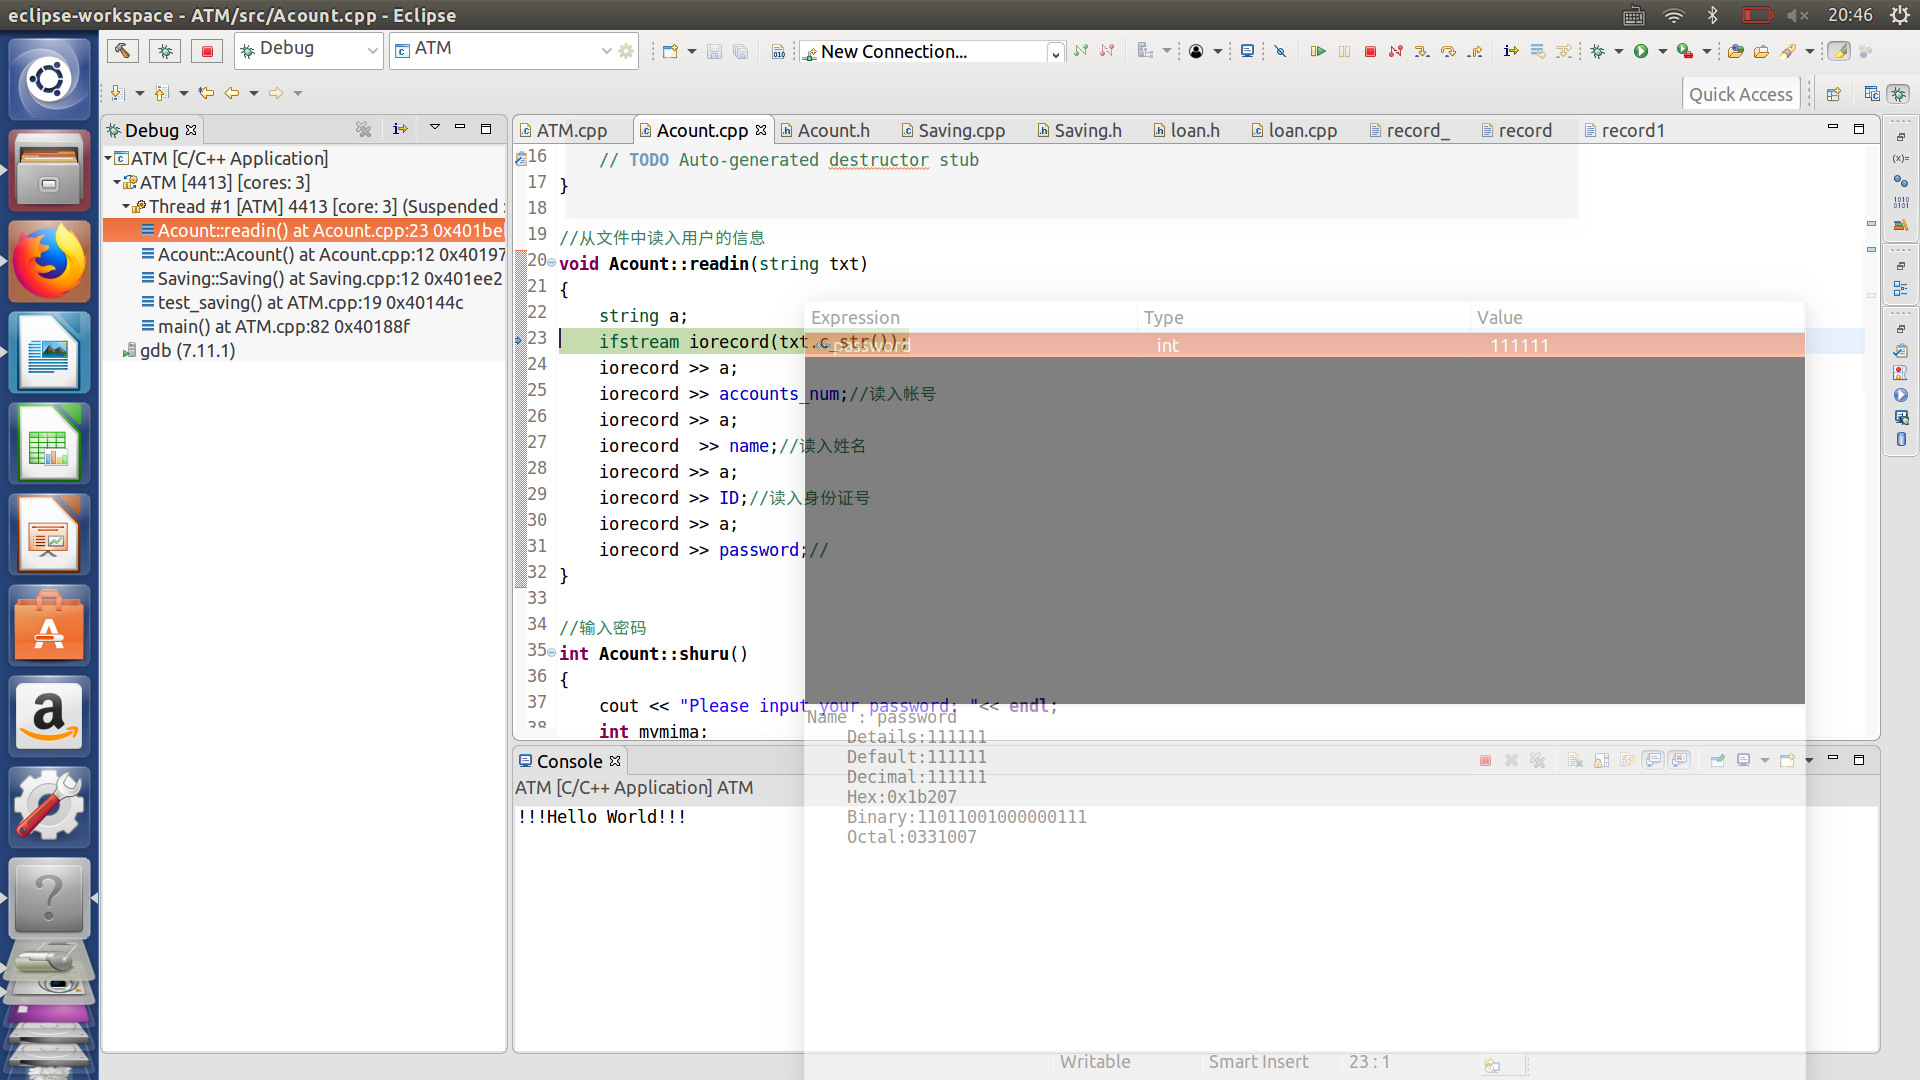 eclipse-workspace - ATM/src/Acount.cpp - Eclipse
20:46
Debug
ATM
New Connection...
Quick Access
Debug
ATM [C/C++ Application]
ATM [4413] [cores: 3]
Thread #1 [ATM] 4413 [core: 3] (Suspended :
Acount::readin() at Acount.cpp:23 0x401be
Acount::Acount() at Acount.cpp:12 0x40197
Saving::Saving() at Saving.cpp:12 0x401ee2
test_saving() at ATM.cpp:19 0x40144c
main() at ATM.cpp:82 0x40188f
gdb (7.11.1)
ATM.cpp
Acount.cpp
Acount.h
Saving.cpp
Saving.h
loan.h
loan.cpp
record_
record
record1
16 // TODO Auto-generated destructor stub
17 }
18
19 //从文件中读入用户的信息
20 void Acount::readin(string txt)
21 {
22 string a;
23 ifstream iorecord(txt.c_str());
24 iorecord >> a;
25 iorecord >> accounts_num;//读入帐号
26 iorecord >> a;
27 iorecord  >> name;//读入姓名
28 iorecord >> a;
29 iorecord >> ID;//读入身份证号
30 iorecord >> a;
31 iorecord >> password;//
32 }
33
34 //输入密码
35 int Acount::shuru()
36 {
37 cout << "Please input your password: "<< endl;
38 int mymima;
Expression Type Value
password int 111111
Name : password
Details:111111
Default:111111
Decimal:111111
Hex:0x1b207
Binary:11011001000000111
Octal:0331007
Console
ATM [C/C++ Application] ATM
!!!Hello World!!!
Writable
Smart Insert
23 : 1